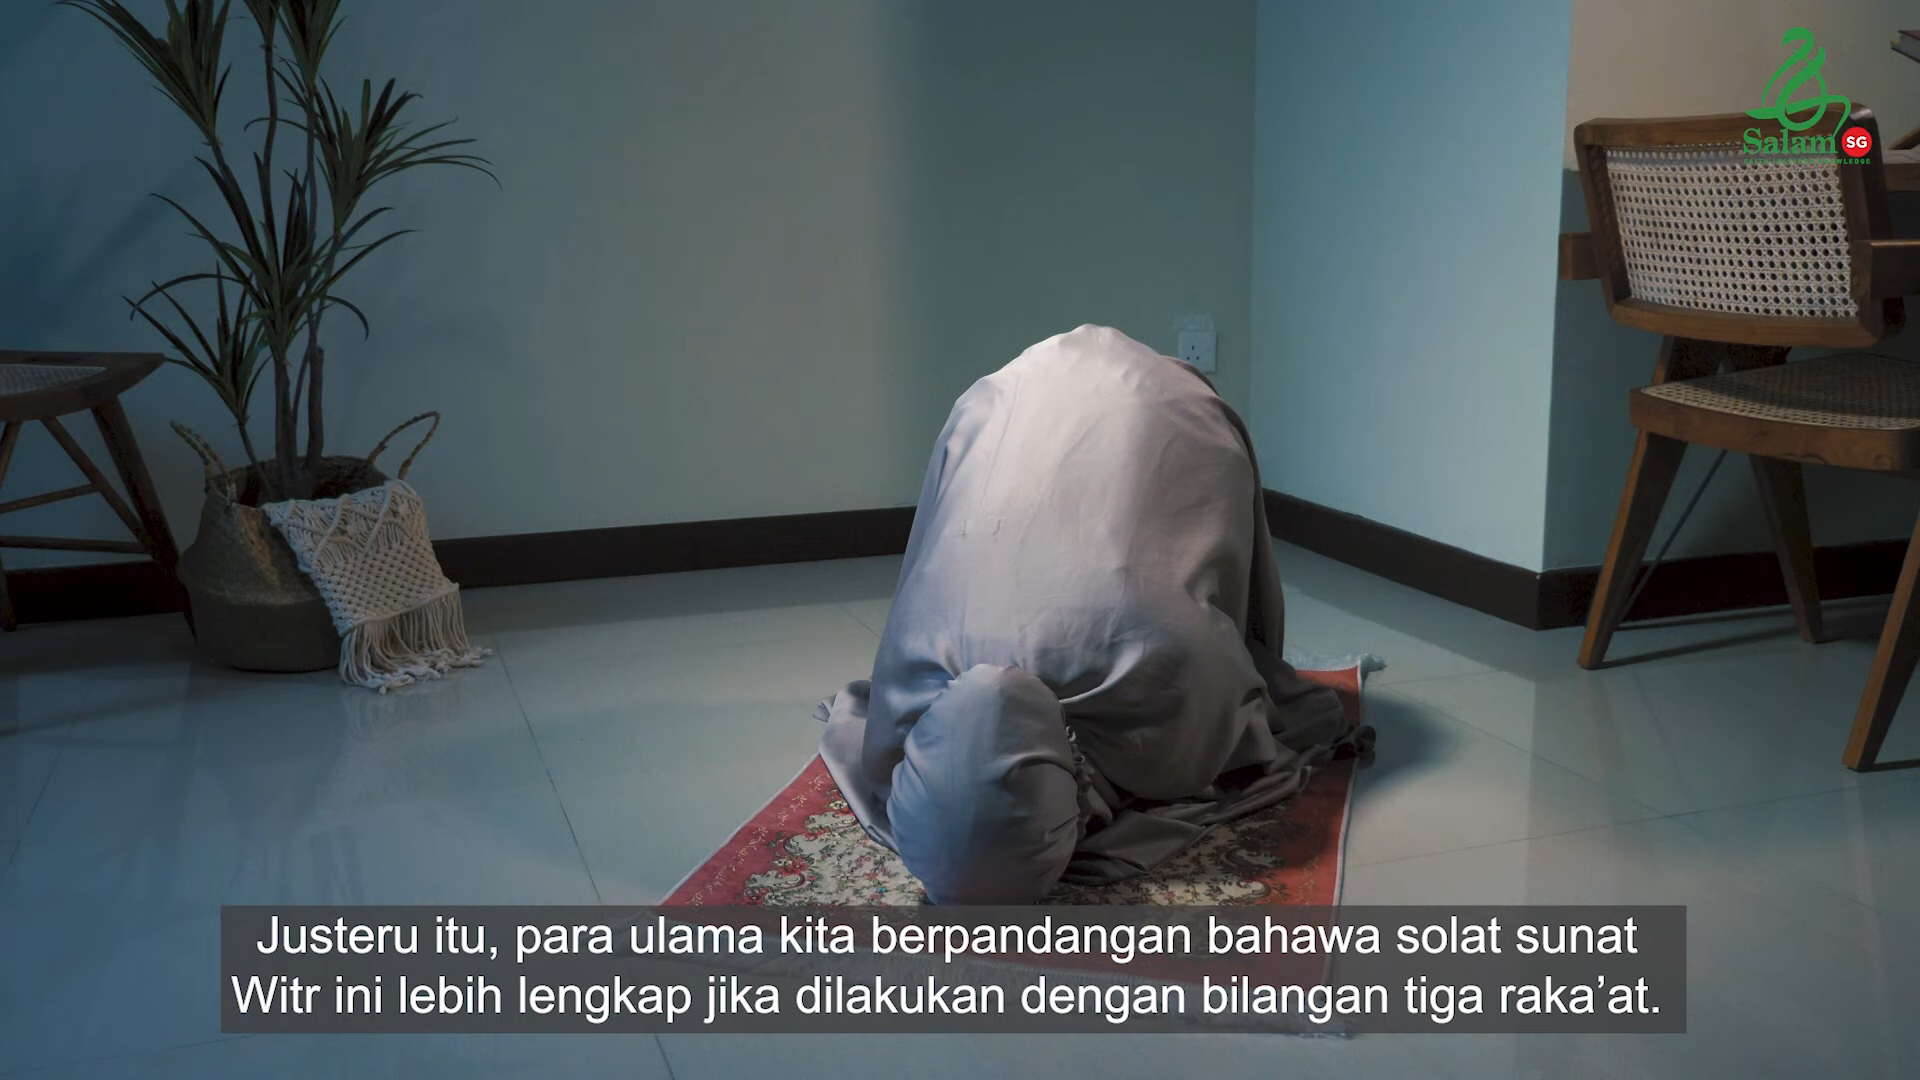 Salam SG
Justeru itu, para ulama kita berpandangan bahawa solat sunat
Witr ini lebih lengkap jika dilakukan dengan bilangan tiga raka’at.